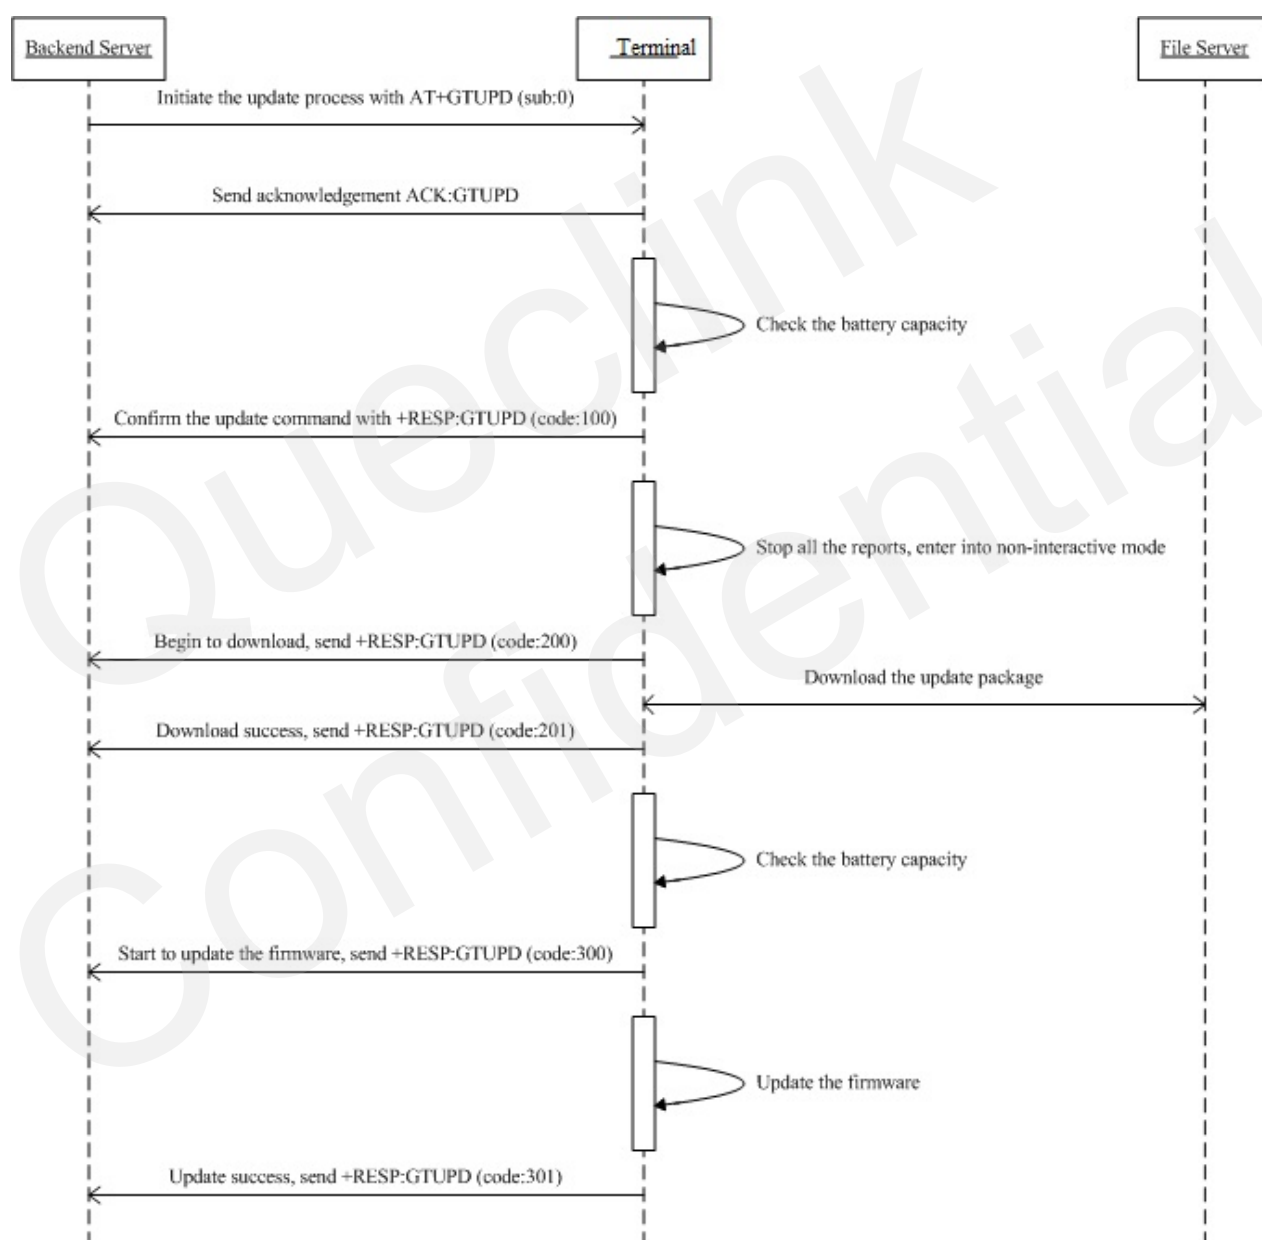 Backend Server
Terminal
File Server
Initiate the update process with AT+GTUPD (sub:0)
Send acknowledgement ACK:GTUPD
Check the battery capacity
Confirm the update command with +RESP:GTUPD (code:100)
Stop all the reports, enter into non-interactive mode
Begin to download, send +RESP:GTUPD (code:200)
Download the update package
Download success, send +RESP:GTUPD (code:201)
Check the battery capacity
Start to update the firmware, send +RESP:GTUPD (code:300)
Update the firmware
Update success, send +RESP:GTUPD (code:301)
Queclink
Confidential